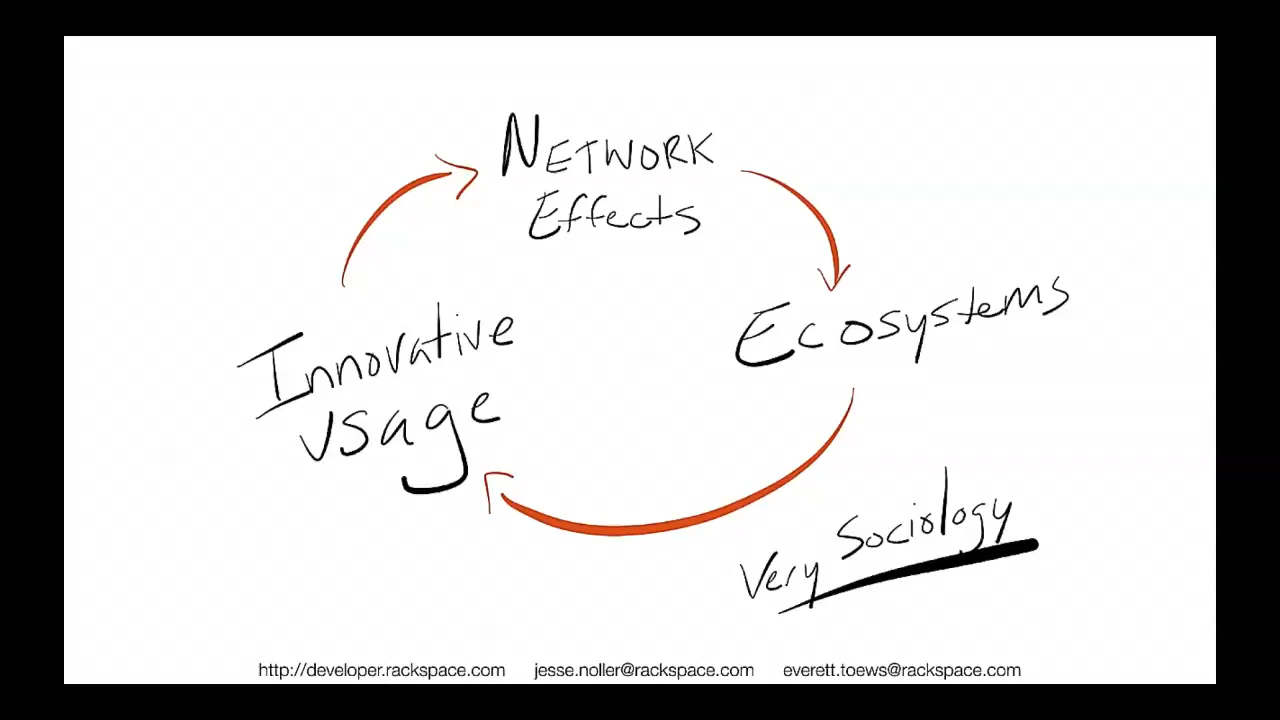 NETWORK
Effects
Ecosystems
Innovative
usage
Very Sociology
http://developer.rackspace.com jesse.noller@rackspace.com everett.toews@rackspace.com